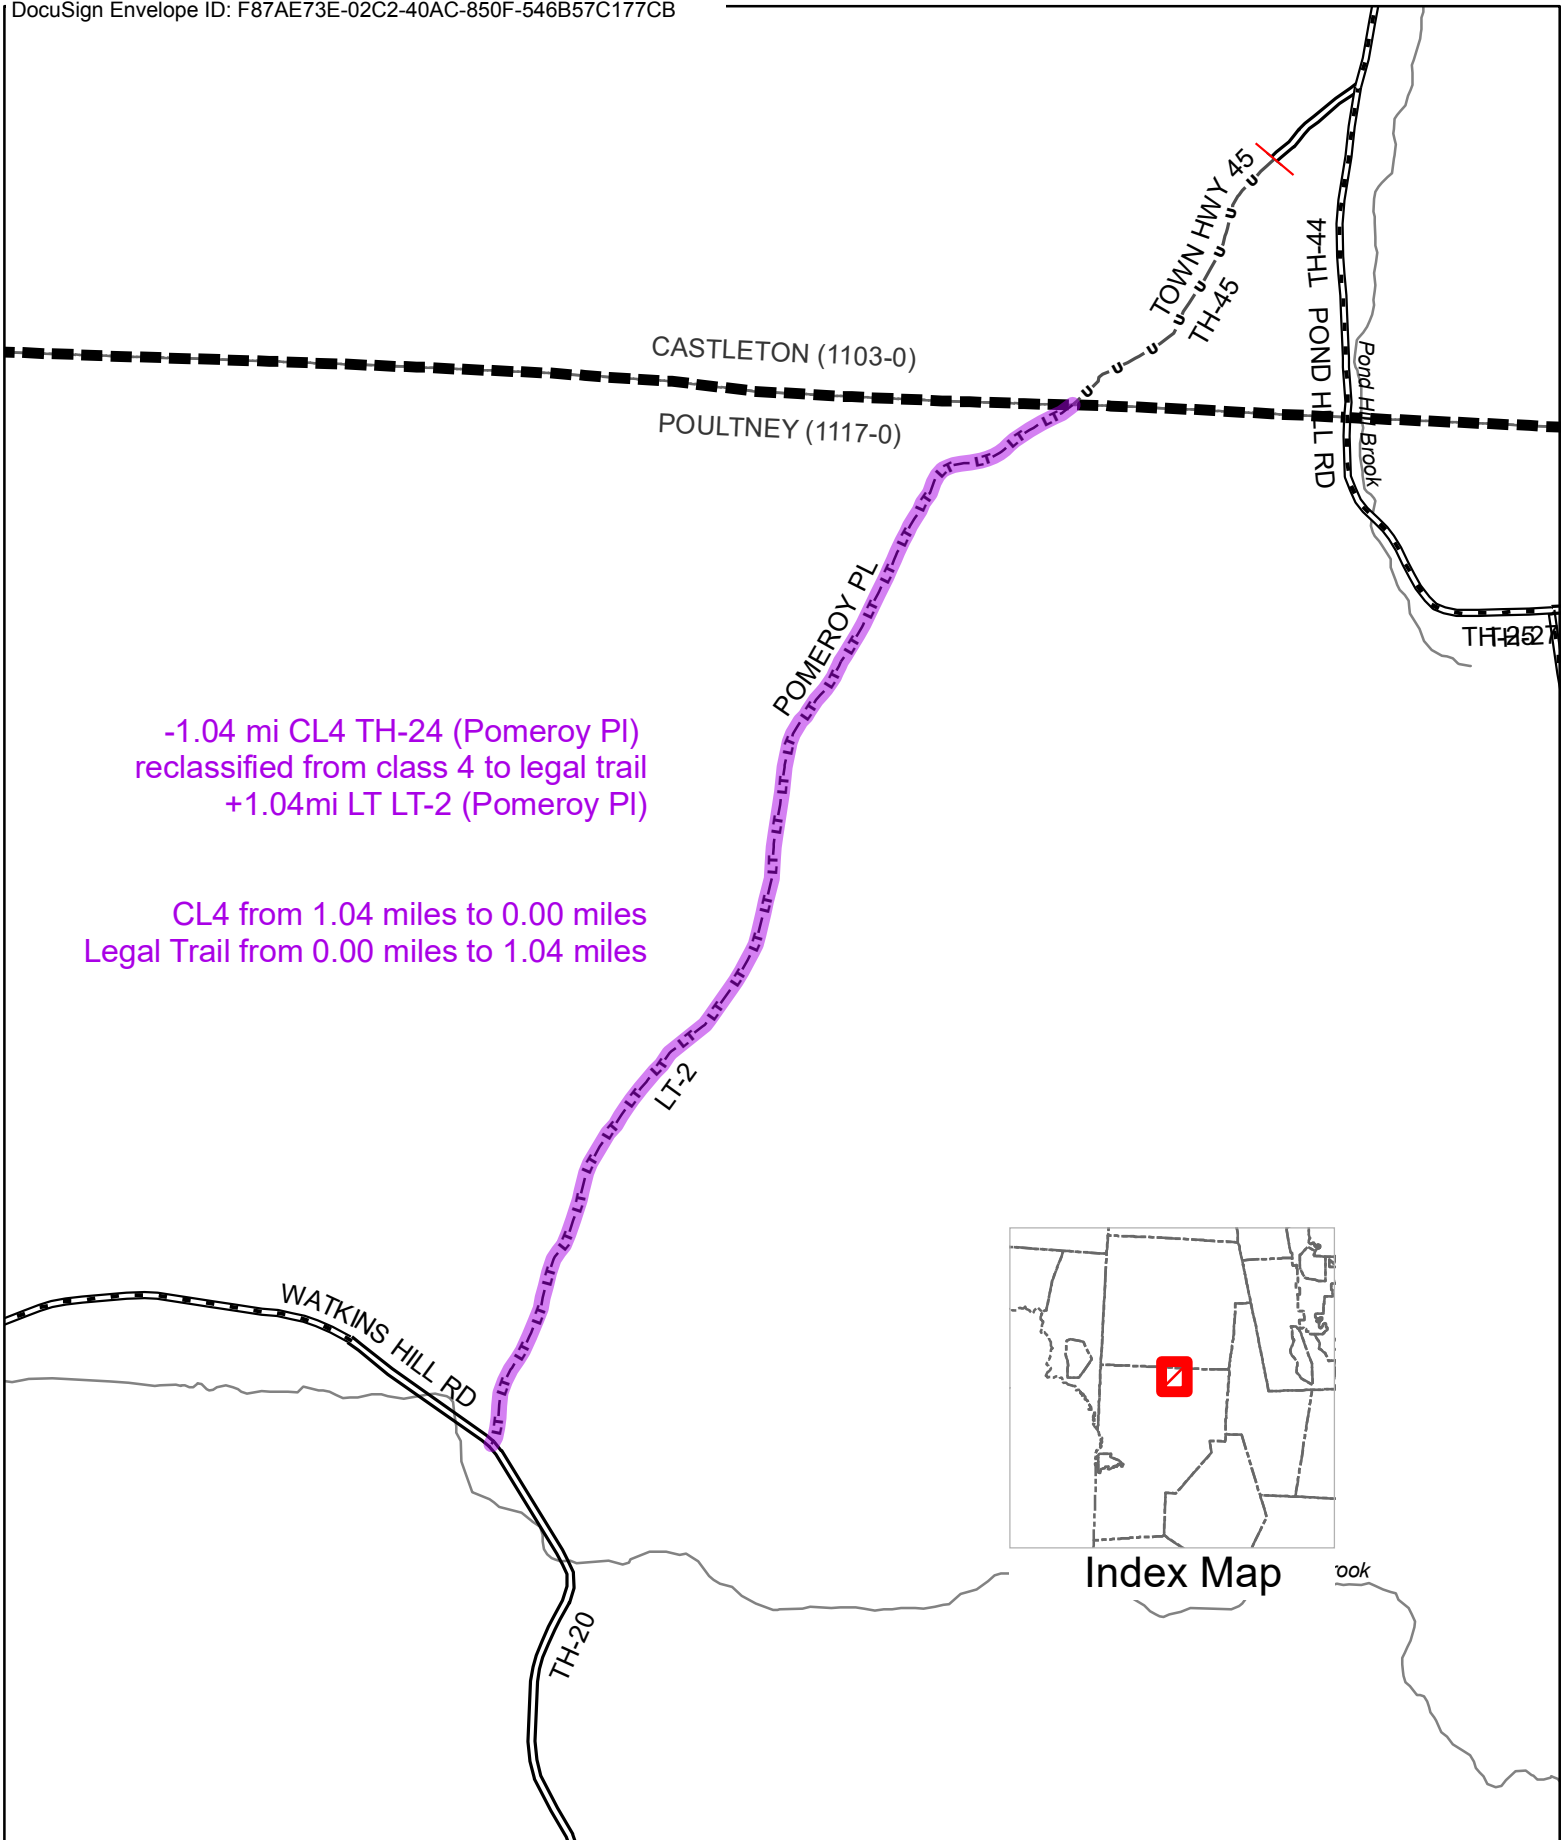 DocuSign Envelope ID: F87AE73E-02C2-40AC-850F-546B57C177CB
TOWN HWY 45
TH-45
TH-44
POND HILL RD
Pond Hill Brook
CASTLETON (1103-0)
POULTNEY (1117-0)
POMEROY PL
-1.04 mi CL4 TH-24 (Pomeroy Pl)
reclassified from class 4 to legal trail
+1.04mi LT LT-2 (Pomeroy Pl)
CL4 from 1.04 miles to 0.00 miles
Legal Trail from 0.00 miles to 1.04 miles
LT-2
WATKINS HILL RD
Index Map
ook
TH-20